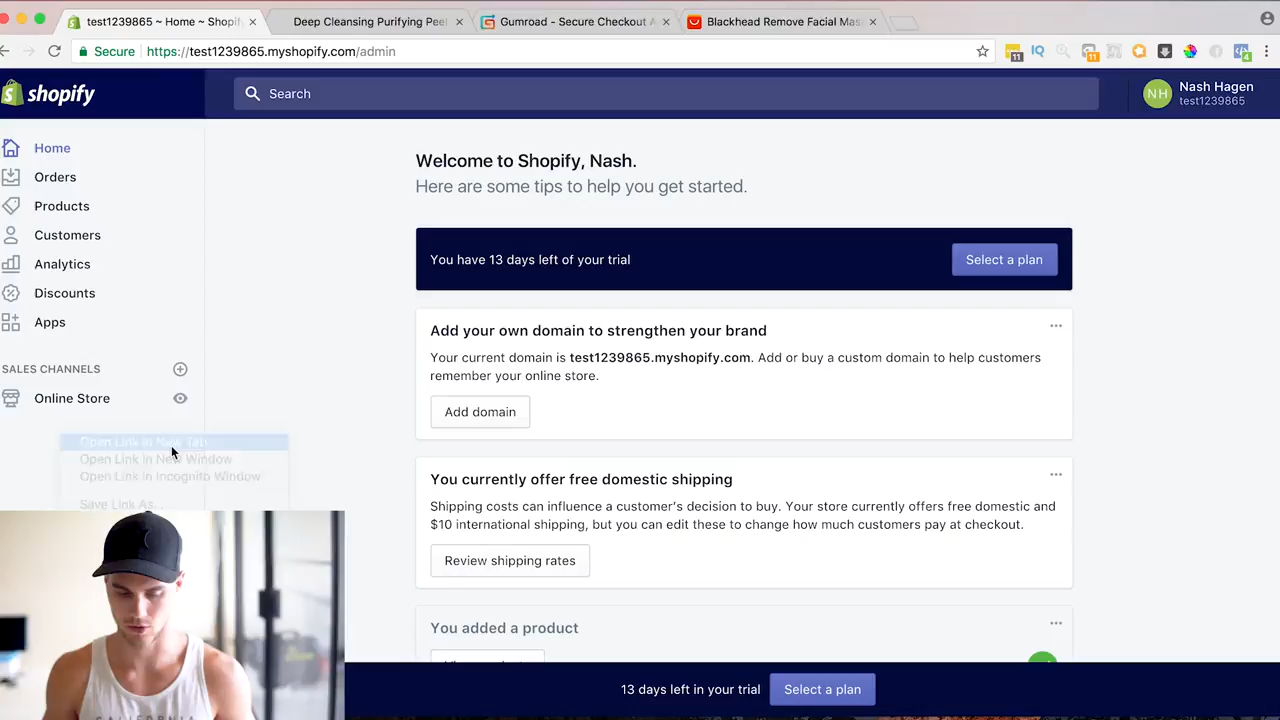 test1239865 ~ Home ~ Shopify
Deep Cleansing Purifying Peel
Gumroad - Secure Checkout A
Blackhead Remove Facial Mas
Secure
https://test1239865.myshopify.com/admin
11
IQ
11
4
shopify
Search
NH
Nash Hagen
test1239865
Home
Orders
Products
Customers
Analytics
Discounts
Apps
SALES CHANNELS
Online Store
Open Link in New Tab
Open Link in New Window
Open Link in Incognito Window
Save Link As...
Welcome to Shopify, Nash.
Here are some tips to help you get started.
You have 13 days left of your trial
Select a plan
Add your own domain to strengthen your brand
Your current domain is test1239865.myshopify.com. Add or buy a custom domain to help customers
remember your online store.
Add domain
You currently offer free domestic shipping
Shipping costs can influence a customer's decision to buy. Your store currently offers free domestic and
$10 international shipping, but you can edit these to change how much customers pay at checkout.
Review shipping rates
You added a product
13 days left in your trial
Select a plan
CALIFORNIA